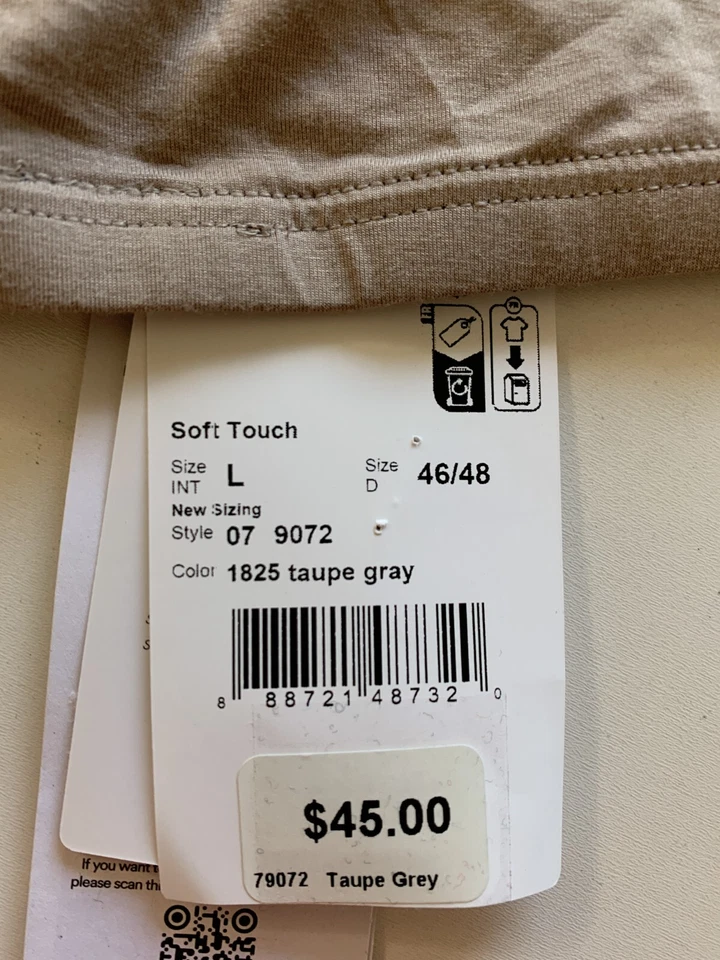 FR
FR
Soft Touch
Size INT L Size D 46/48
New Sizing
Style 07 9072
Color 1825 taupe gray
8 88721 48732 0
$45.00
79072 Taupe Grey
If you want
please scan